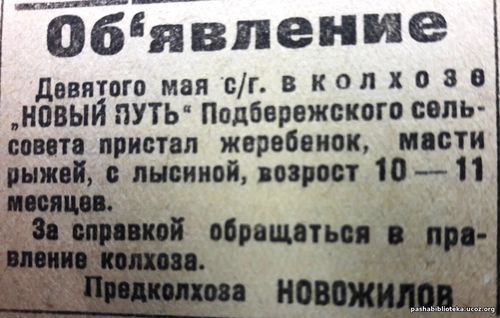 Об‘явление
Девятого мая с/г. в колхозе
„НОВЫЙ ПУТЬ“ Подбережского сель-
совета пристал жеребенок, масти
рыжей, с лысиной, возрост 10—11
месяцев.
За справкой обращаться в пра-
вление колхоза.
Предколхоза НОВОЖИЛОВ
pashabiblioteka.ucoz.org